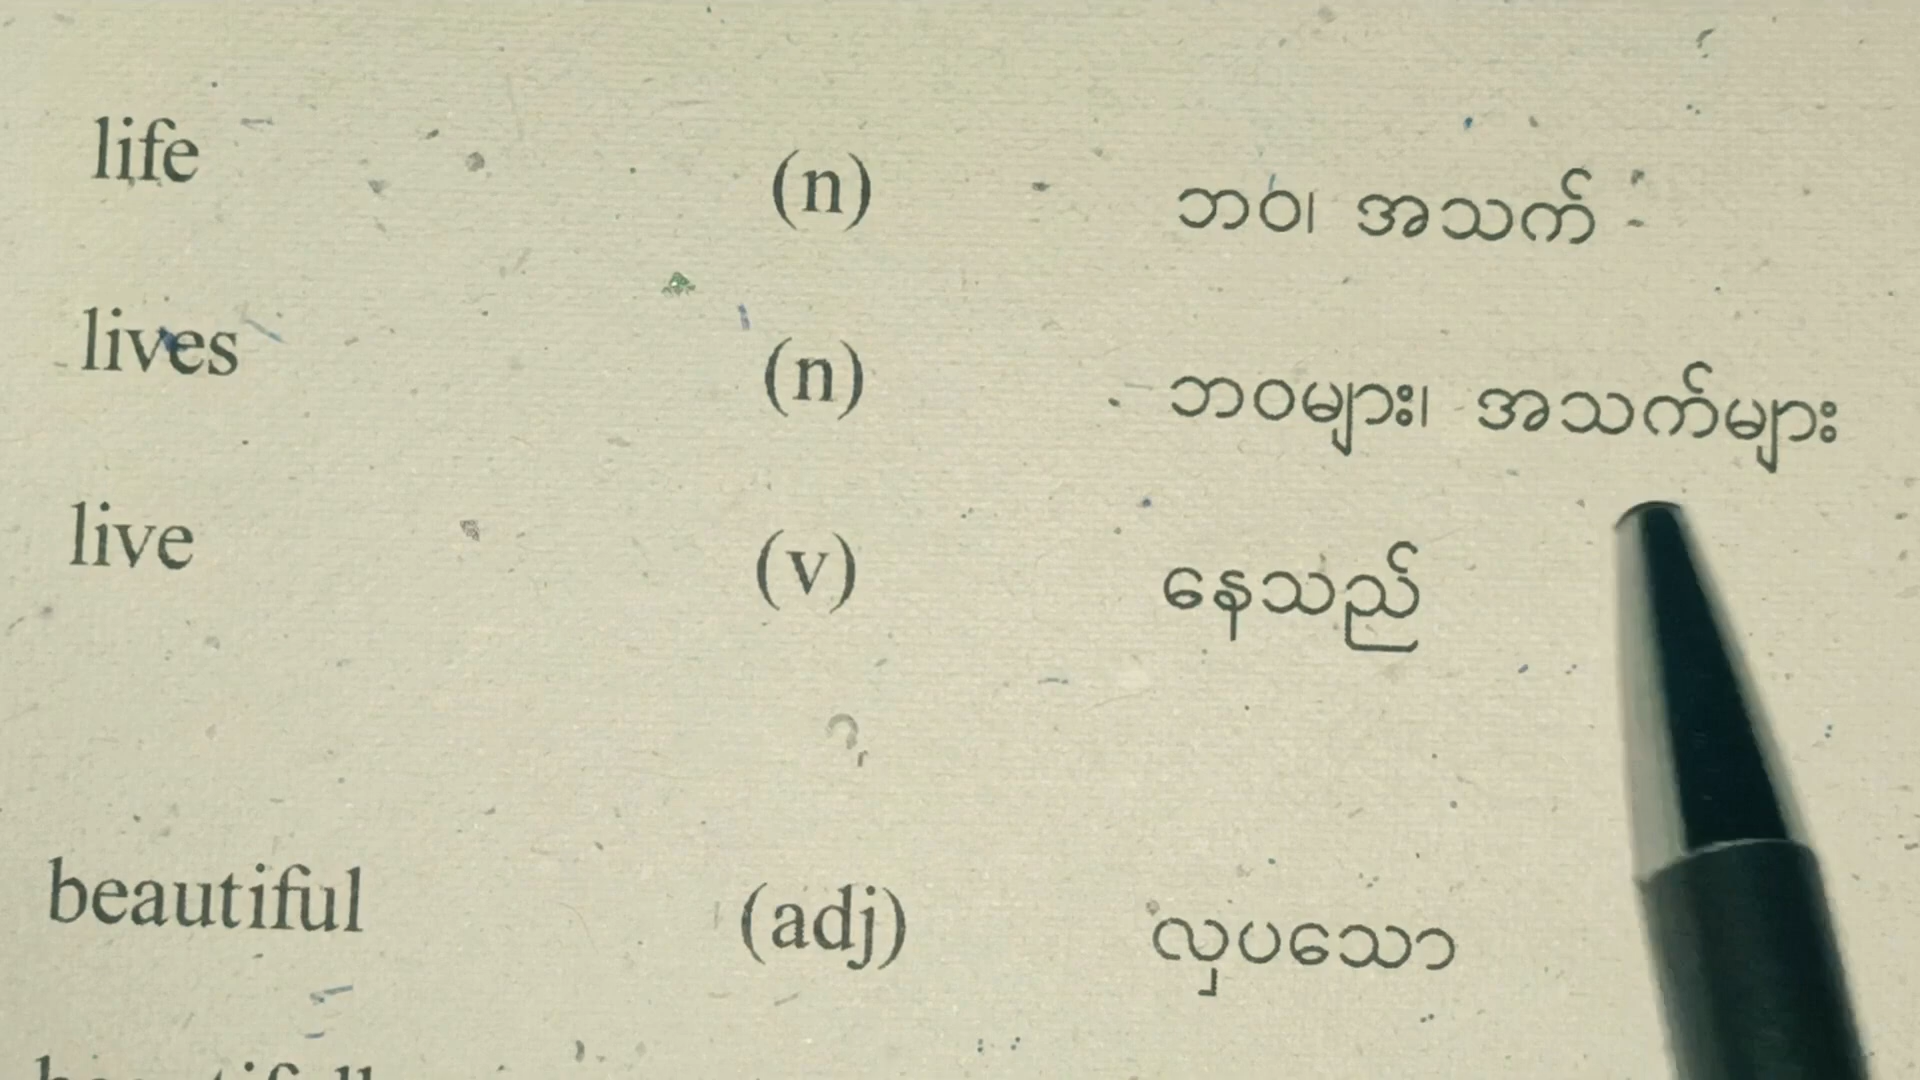 life (n) ဘဝ၊ အသက်
lives (n) ဘဝများ၊ အသက်များ
live (v) နေသည်
beautiful (adj) လှပသော